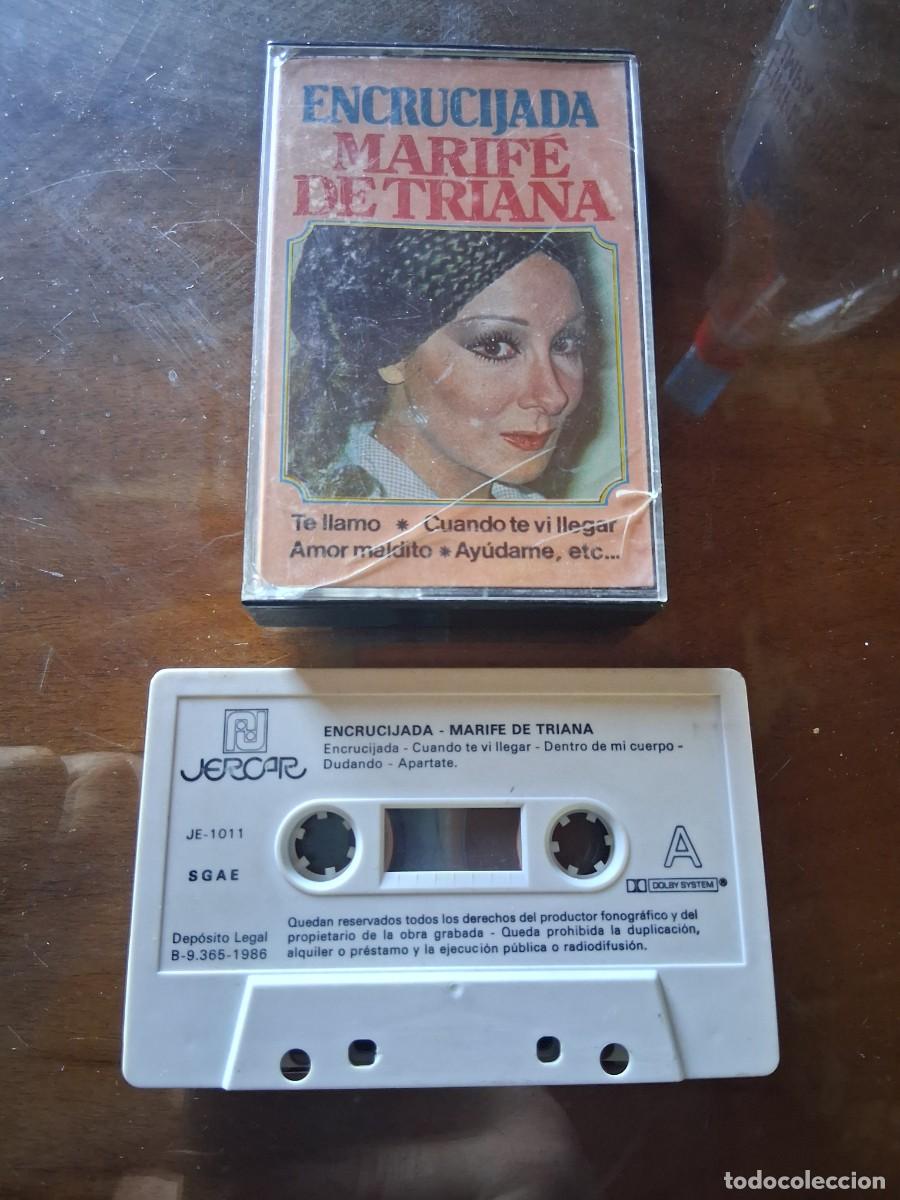 ENCRUCIJADA
MARIFÉ
DE TRIANA
Te llamo * Cuando te vi llegar
Amor maldito * Ayúdame, etc...
JERCAR
ENCRUCIJADA - MARIFE DE TRIANA
Encrucijada - Cuando te vi llegar - Dentro de mi cuerpo -
Dudando - Apartate.
JE-1011
SGAE
A
DOLBY SYSTEM ®
Depósito Legal
B-9.365-1986
Quedan reservados todos los derechos del productor fonográfico y del
propietario de la obra grabada - Queda prohibida la duplicación,
alquiler o préstamo y la ejecución pública o radiodifusión.
todocoleccion